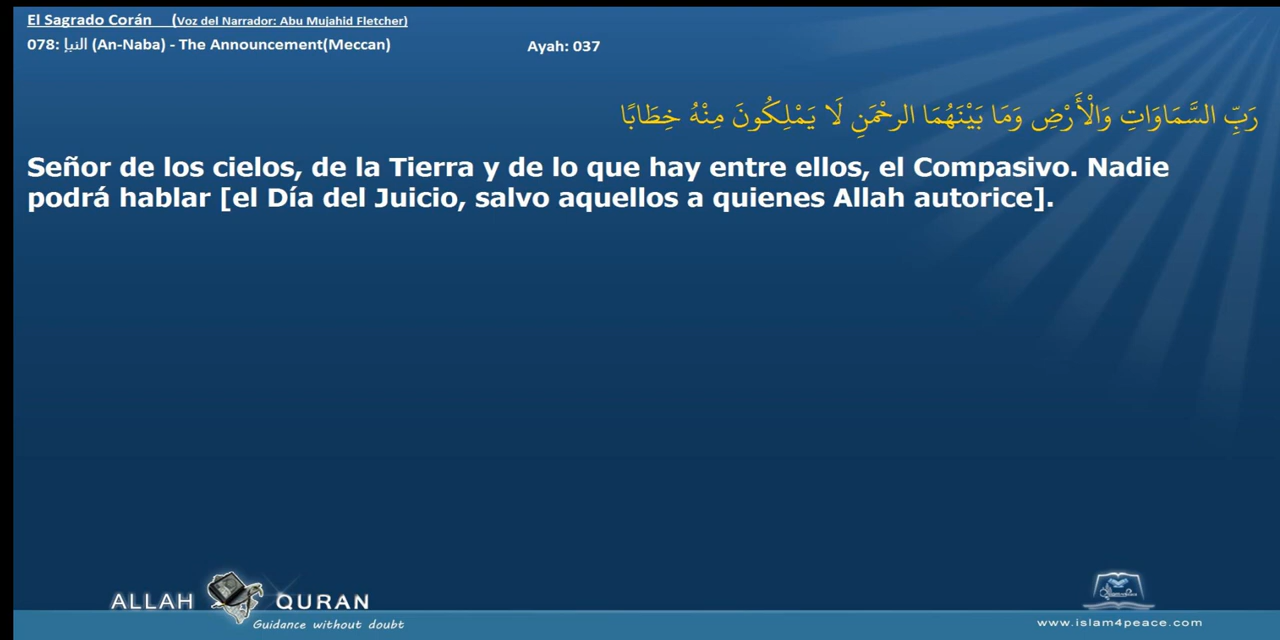 El Sagrado Corán (Voz del Narrador: Abu Mujahid Fletcher)
078: النبإ (An-Naba) - The Announcement(Meccan) Ayah: 037
رَبِّ السَّمَاوَاتِ وَالْأَرْضِ وَمَا بَيْنَهُمَا الرحْمَنِ لَا يَمْلِكُونَ مِنْهُ خِطَابًا
Señor de los cielos, de la Tierra y de lo que hay entre ellos, el Compasivo. Nadie
podrá hablar [el Día del Juicio, salvo aquellos a quienes Allah autorice].
ALLAH QURAN
Guidance without doubt
www.islam4peace.com